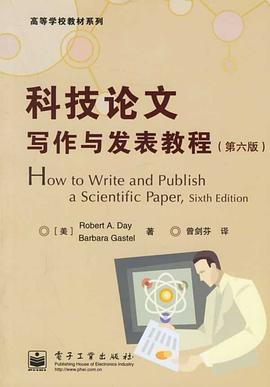 高等学校教材系列
科技论文
写作与发表教程（第六版）
How to Write and Publish
a Scientific Paper, Sixth Edition
[美] Robert A. Day
Barbara Gastel 著 曾剑芬 译
电子工业出版社
Publishing House of Electronics Industry
http://www.phei.com.cn